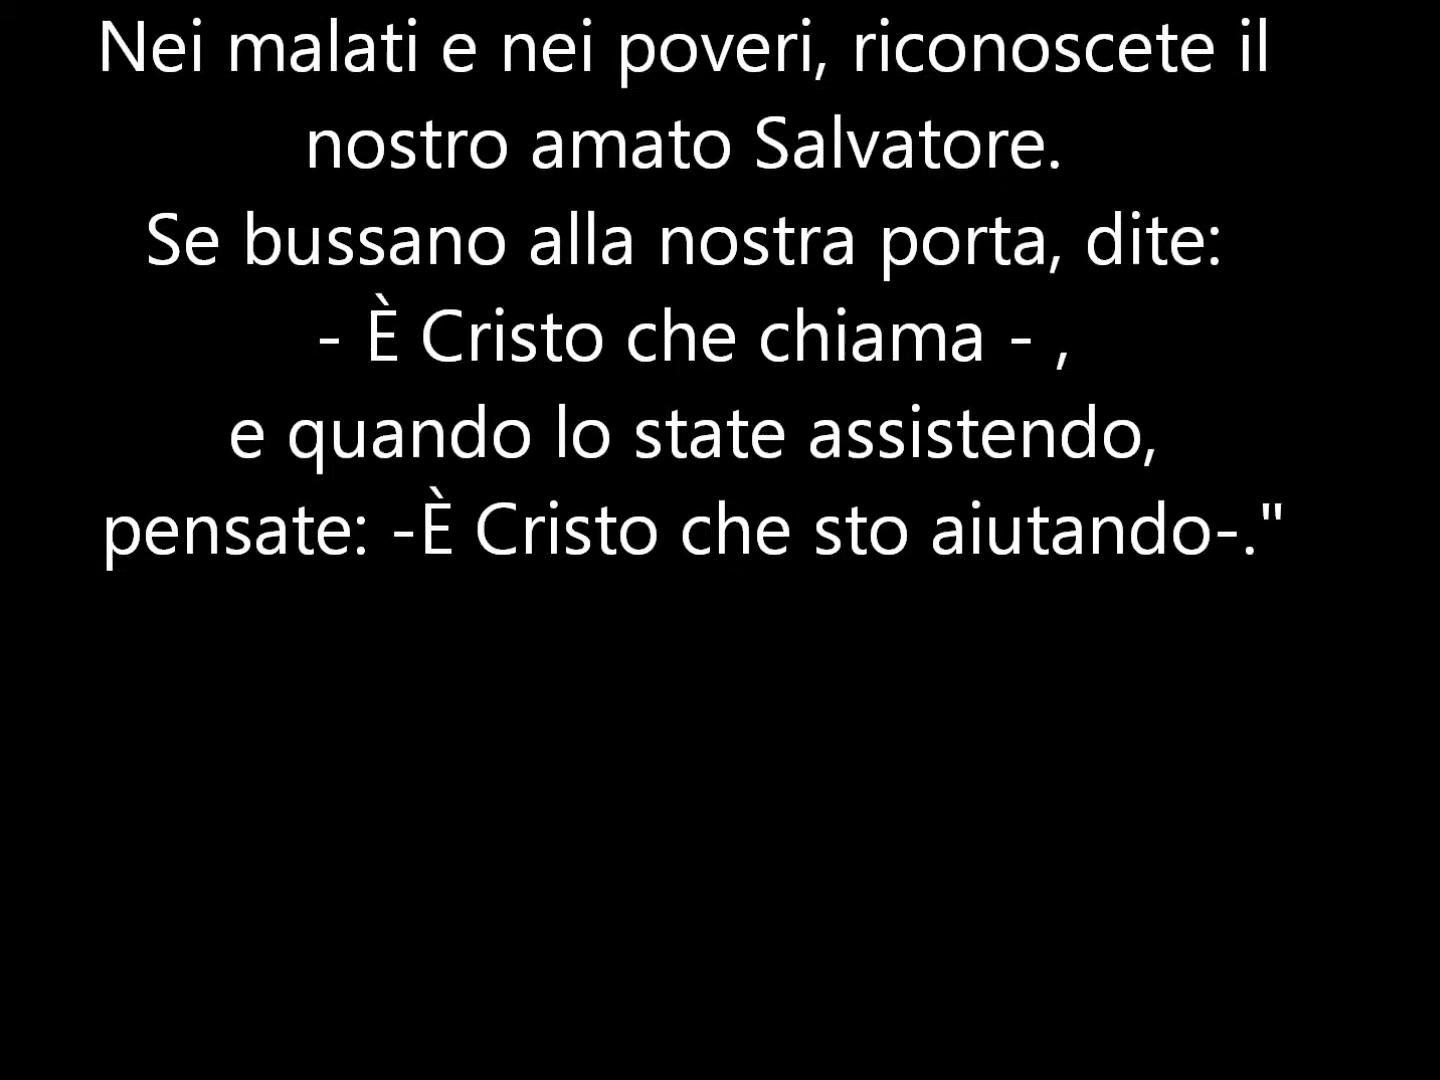 Nei malati e nei poveri, riconoscete il
nostro amato Salvatore.
Se bussano alla nostra porta, dite:
- È Cristo che chiama - ,
e quando lo state assistendo,
pensate: -È Cristo che sto aiutando-."